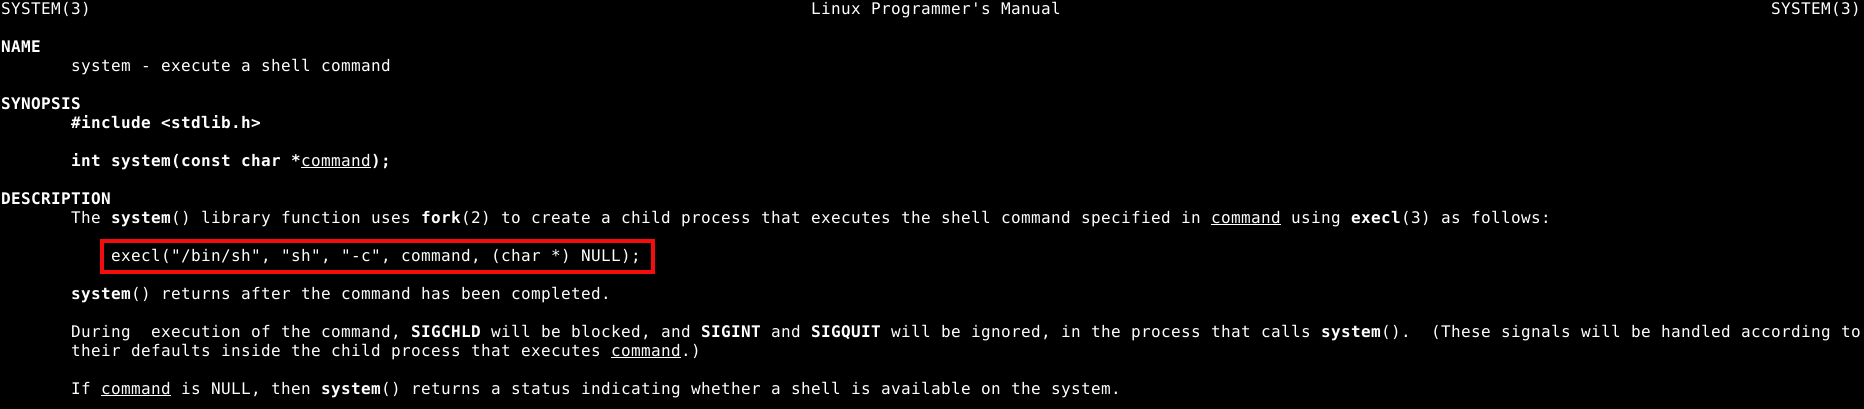 SYSTEM(3) Linux Programmer's Manual SYSTEM(3)
NAME
system - execute a shell command
SYNOPSIS
#include <stdlib.h>
int system(const char *command);
DESCRIPTION
The system() library function uses fork(2) to create a child process that executes the shell command specified in command using execl(3) as follows:
execl("/bin/sh", "sh", "-c", command, (char *) NULL);
system() returns after the command has been completed.
During  execution of the command, SIGCHLD will be blocked, and SIGINT and SIGQUIT will be ignored, in the process that calls system().  (These signals will be handled according to
their defaults inside the child process that executes command.)
If command is NULL, then system() returns a status indicating whether a shell is available on the system.